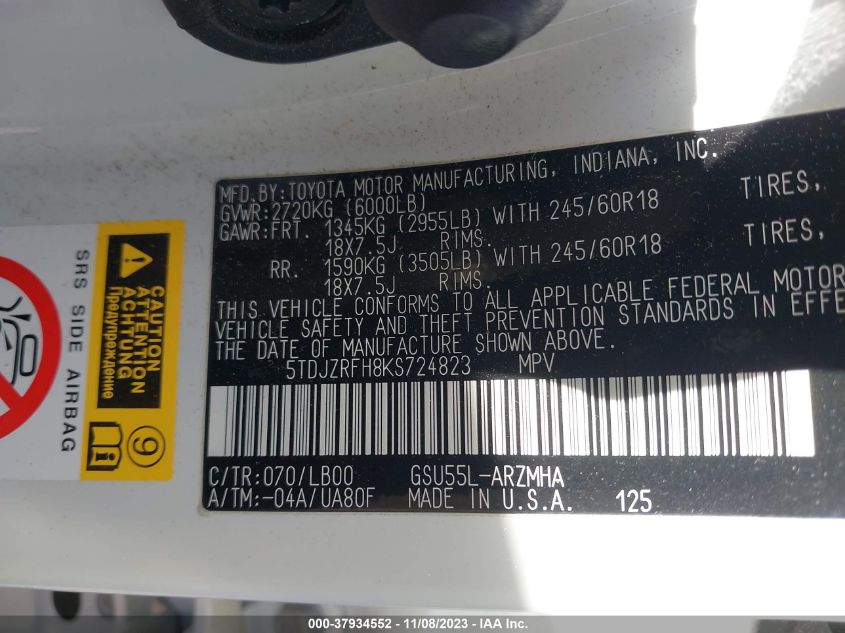 MFD.BY:TOYOTA MOTOR MANUFACTURING, INDIANA, INC.
GVWR:2720KG (6000LB)
GAWR:FRT. 1345KG (2955LB) WITH 245/60R18 TIRES,
18X7.5J RIMS.
RR. 1590KG (3505LB) WITH 245/60R18 TIRES,
18X7.5J RIMS.
THIS VEHICLE CONFORMS TO ALL APPLICABLE FEDERAL MOTOR
VEHICLE SAFETY AND THEFT PREVENTION STANDARDS IN EFFE
THE DATE OF MANUFACTURE SHOWN ABOVE.
5TDJZRFH8KS724823 MPV
C/TR:070/LB00 GSU55L-ARZMHA
A/TM:-04A/UA80F MADE IN U.S.A. 125
SRS SIDE AIRBAG
CAUTION
ATTENTION
ACHTUNG
Предупреждение
9
000-37934552 - 11/08/2023 - IAA Inc.